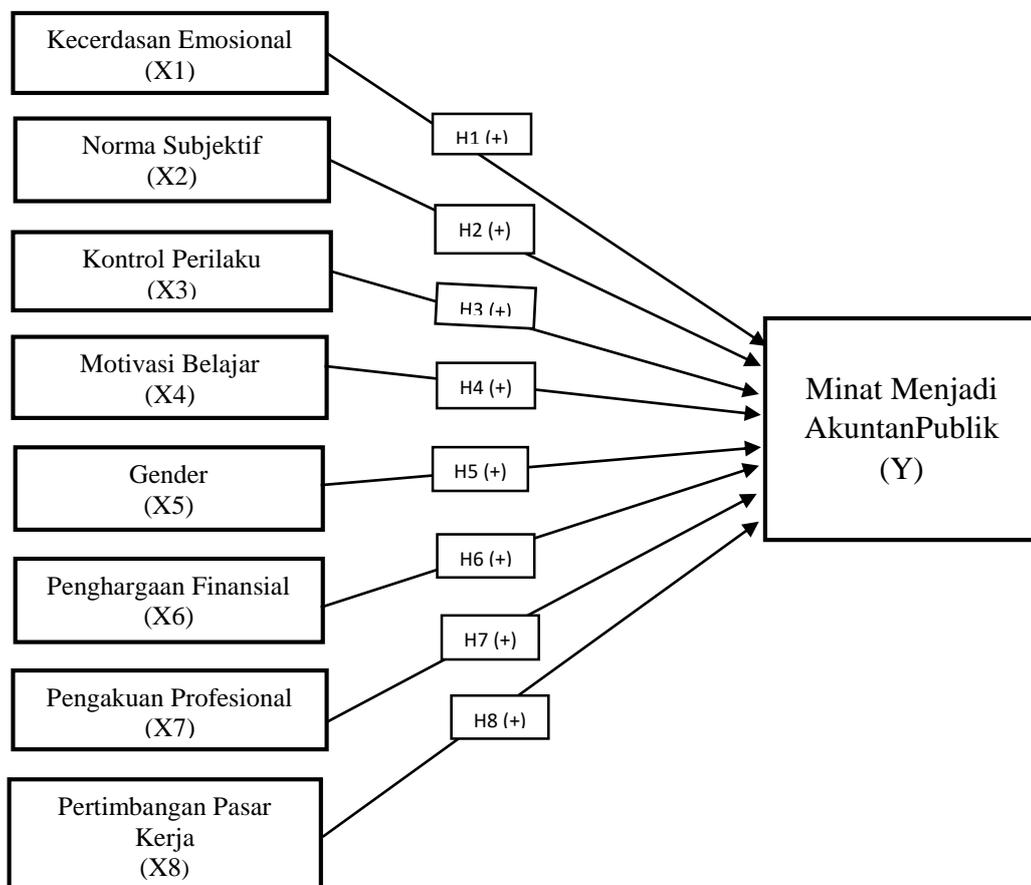 Kecerdasan Emosional
(X1)
H1 (+)
Norma Subjektif
(X2)
H2 (+)
Kontrol Perilaku
(X3)
H3 (+)
Motivasi Belajar
(X4)
H4 (+)
Minat Menjadi
AkuntanPublik
(Y)
Gender
(X5)
H5 (+)
Penghargaan Finansial
(X6)
H6 (+)
Pengakuan Profesional
(X7)
H7 (+)
H8 (+)
Pertimbangan Pasar
Kerja
(X8)